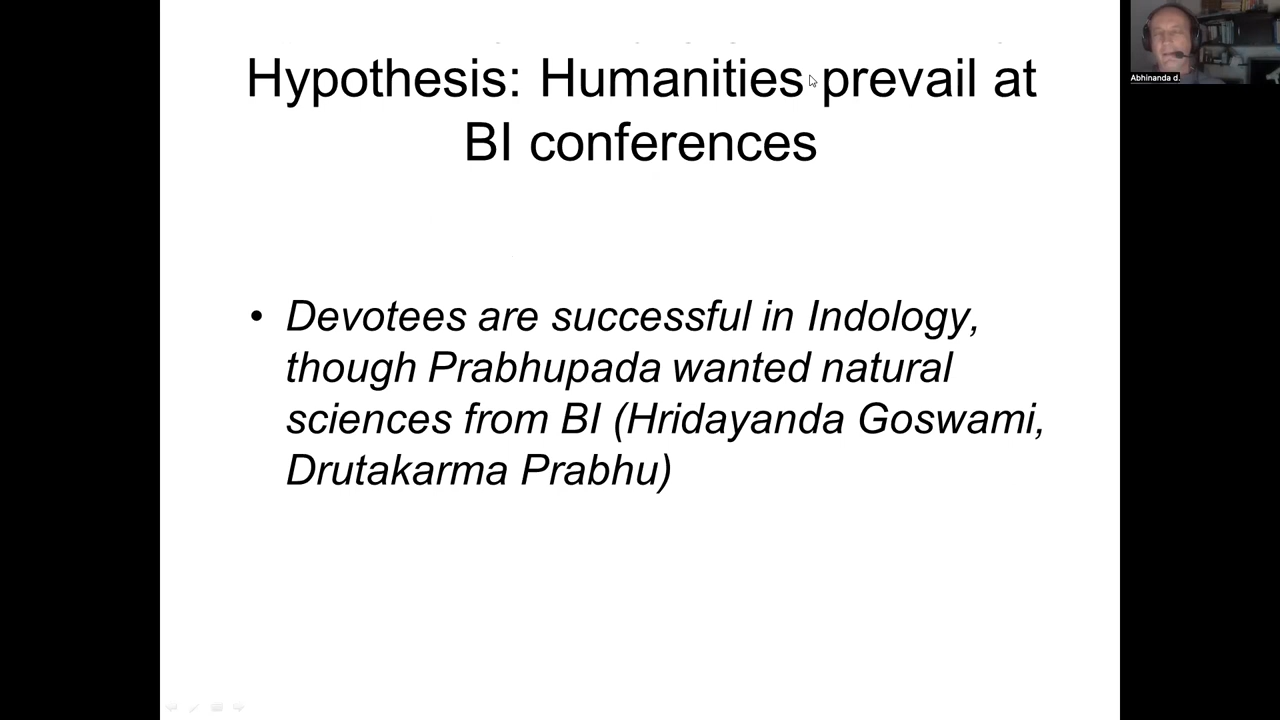 Hypothesis: Humanities prevail at
BI conferences
• Devotees are successful in Indology,
though Prabhupada wanted natural
sciences from BI (Hridayanda Goswami,
Drutakarma Prabhu)
Abhinanda d.